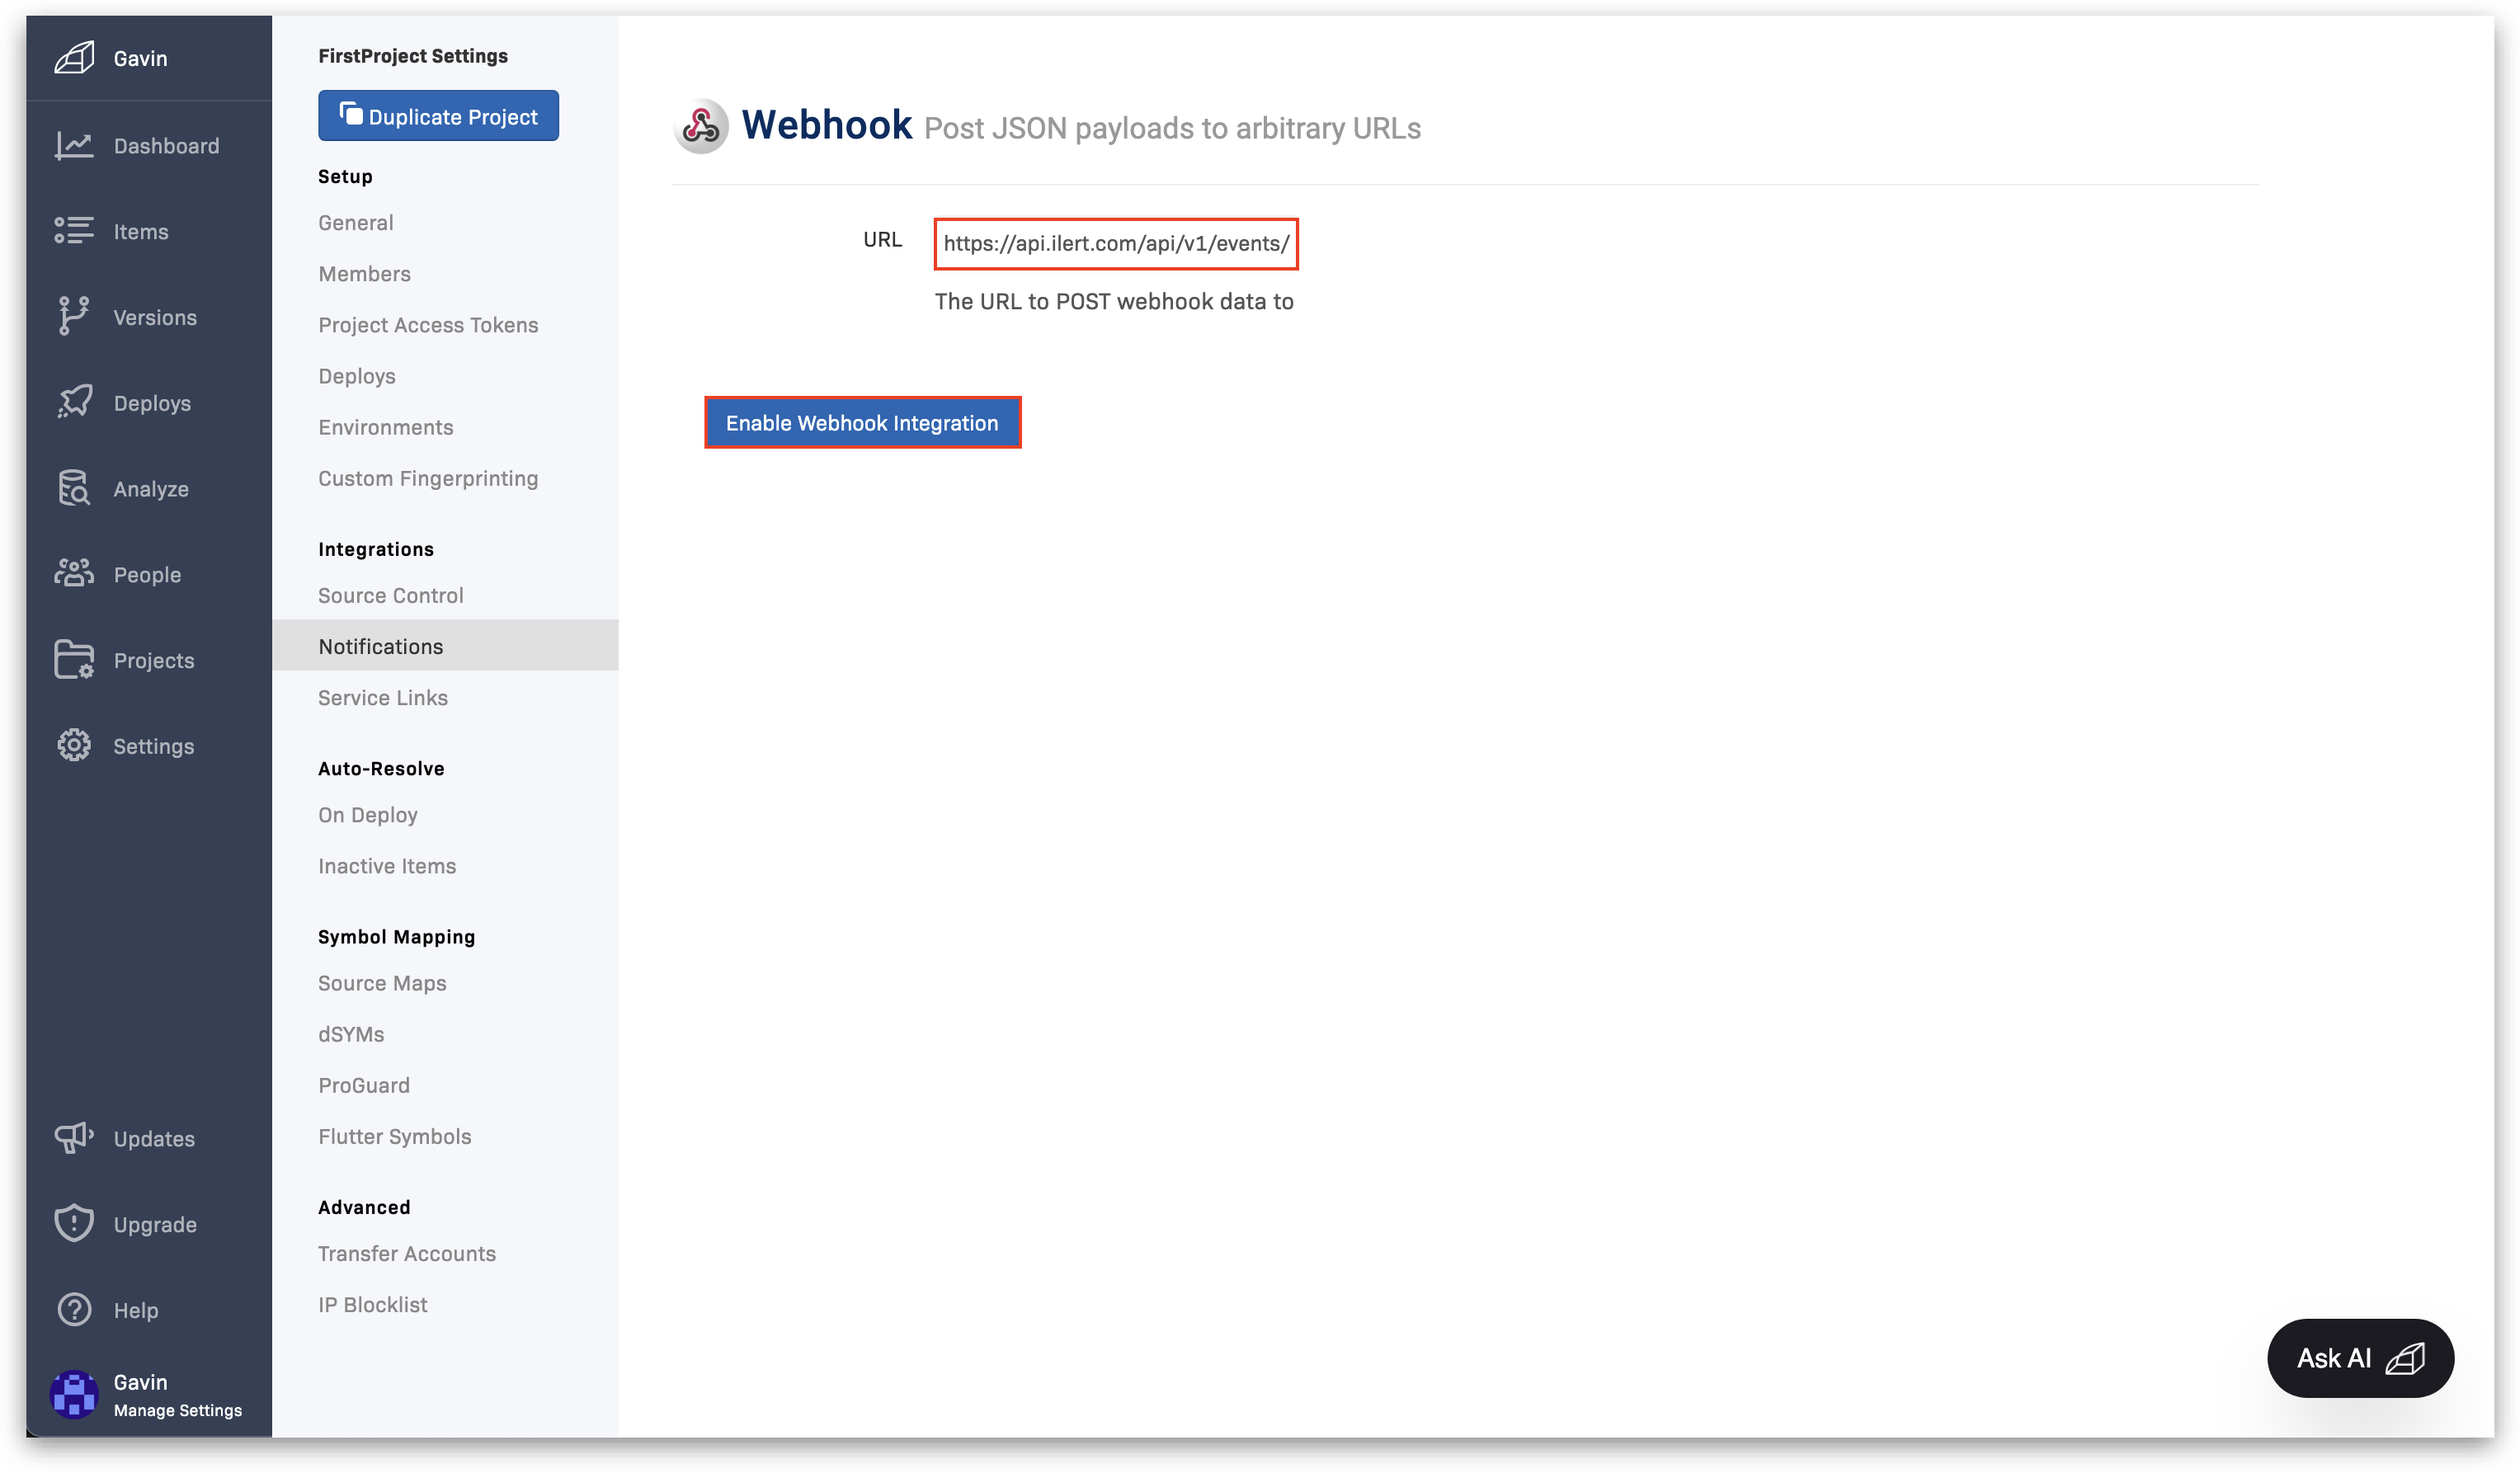 Gavin
Dashboard
Items
Versions
Deploys
Analyze
People
Projects
Settings
Updates
Upgrade
Help
Gavin
Manage Settings
FirstProject Settings
Duplicate Project
Setup
General
Members
Project Access Tokens
Deploys
Environments
Custom Fingerprinting
Integrations
Source Control
Notifications
Service Links
Auto-Resolve
On Deploy
Inactive Items
Symbol Mapping
Source Maps
dSYMs
ProGuard
Flutter Symbols
Advanced
Transfer Accounts
IP Blocklist
Webhook Post JSON payloads to arbitrary URLs
URL https://api.ilert.com/api/v1/events/
The URL to POST webhook data to
Enable Webhook Integration
Ask AI